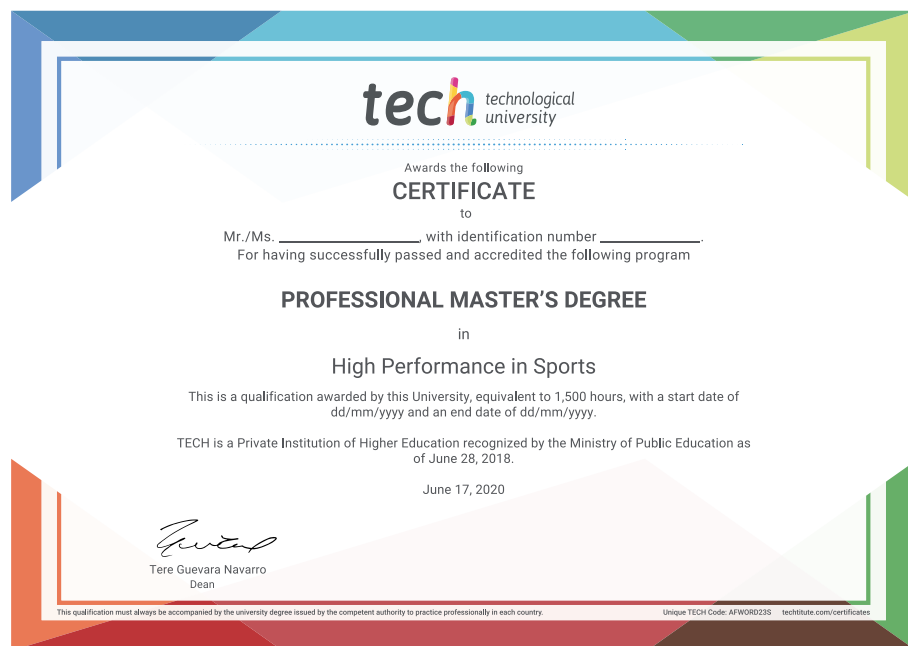 tech technological
university
Awards the following
CERTIFICATE
to
Mr./Ms. ____________________, with identification number ______________.
For having successfully passed and accredited the following program
PROFESSIONAL MASTER’S DEGREE
in
High Performance in Sports
This is a qualification awarded by this University, equivalent to 1,500 hours, with a start date of
dd/mm/yyyy and an end date of dd/mm/yyyy.
TECH is a Private Institution of Higher Education recognized by the Ministry of Public Education as
of June 28, 2018.
June 17, 2020
Tere Guevara Navarro
Dean
This qualification must always be accompanied by the university degree issued by the competent authority to practice professionally in each country. Unique TECH Code: AFWORD23S techtitute.com/certificates